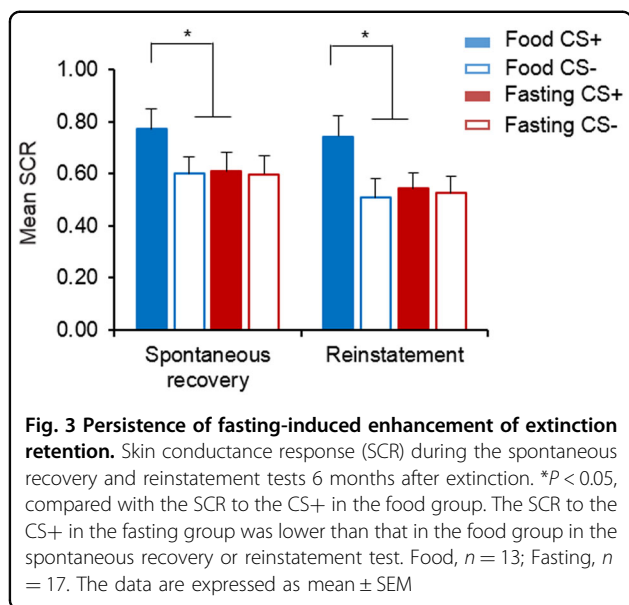 Food CS+
Food CS-
Fasting CS+
Fasting CS-
*
*
1.00
0.80
0.60
0.40
0.20
0.00
Mean SCR
Spontaneous
recovery
Reinstatement
Fig. 3 Persistence of fasting-induced enhancement of extinction
retention. Skin conductance response (SCR) during the spontaneous
recovery and reinstatement tests 6 months after extinction. *P < 0.05,
compared with the SCR to the CS+ in the food group. The SCR to the
CS+ in the fasting group was lower than that in the food group in the
spontaneous recovery or reinstatement test. Food, n = 13; Fasting, n
= 17. The data are expressed as mean ± SEM